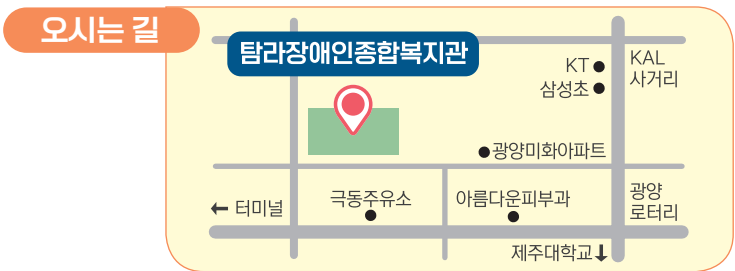 오시는 길
탐라장애인종합복지관
KT
삼성초
KAL
사거리
광양미화아파트
터미널
극동주유소
아름다운피부과
광양
로터리
제주대학교